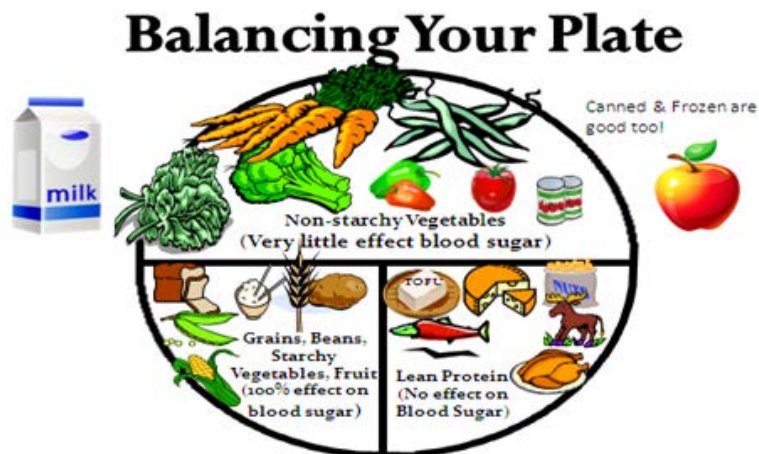 Balancing Your Plate
Canned & Frozen are
good too!
milk
Non-starchy Vegetables
(Very little effect blood sugar)
TOFU
NUTS
Grains, Beans,
Starchy
Vegetables, Fruit
(100% effect on
blood sugar)
Lean Protein
(No effect on
Blood Sugar)